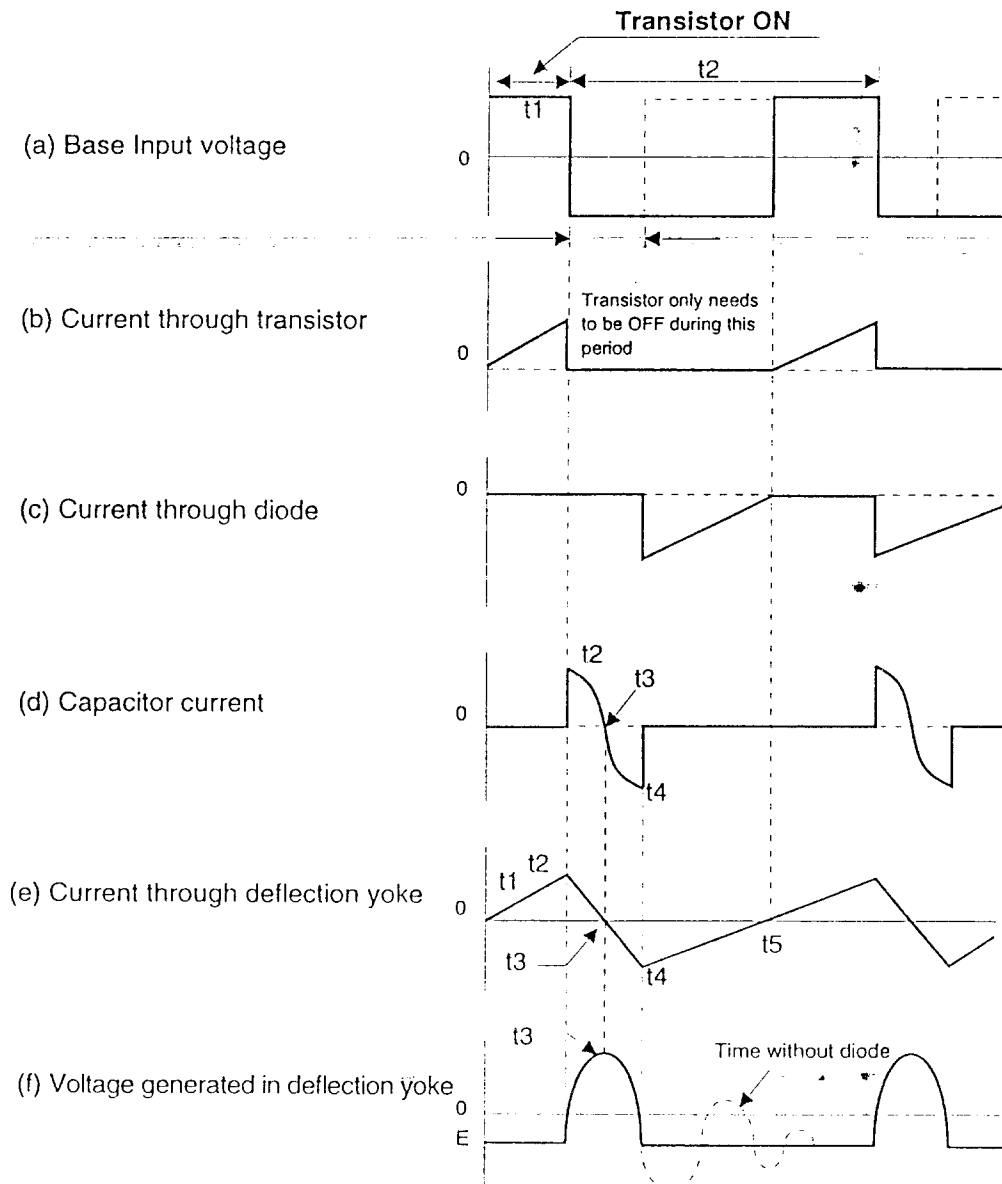 Transistor ON
t2
t1
(a) Base Input voltage
0
(b) Current through transistor
Transistor only needs
to be OFF during this
period
0
0
(c) Current through diode
t2
t3
(d) Capacitor current
0
t4
(e) Current through deflection yoke
t2
t1
0
t5
t3
t4
t3
Time without diode
(f) Voltage generated in deflection yoke
0
E